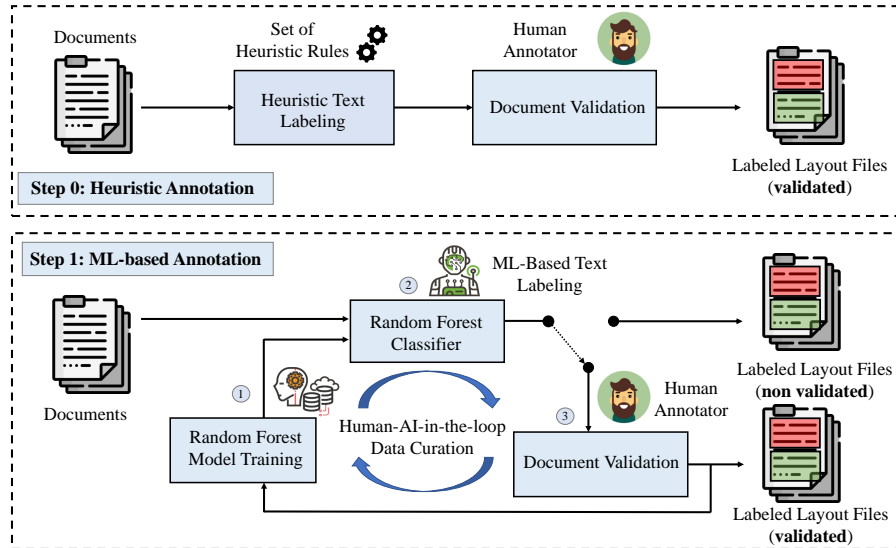 Documents
Set of
Heuristic Rules
Human
Annotator
Heuristic Text
Labeling
Document Validation
Labeled Layout Files
(validated)
Step 0: Heuristic Annotation
Step 1: ML-based Annotation
Documents
2
ML-Based Text
Labeling
Random Forest
Classifier
Labeled Layout Files
(non validated)
1
Random Forest
Model Training
Human-AI-in-the-loop
Data Curation
3
Human
Annotator
Document Validation
Labeled Layout Files
(validated)